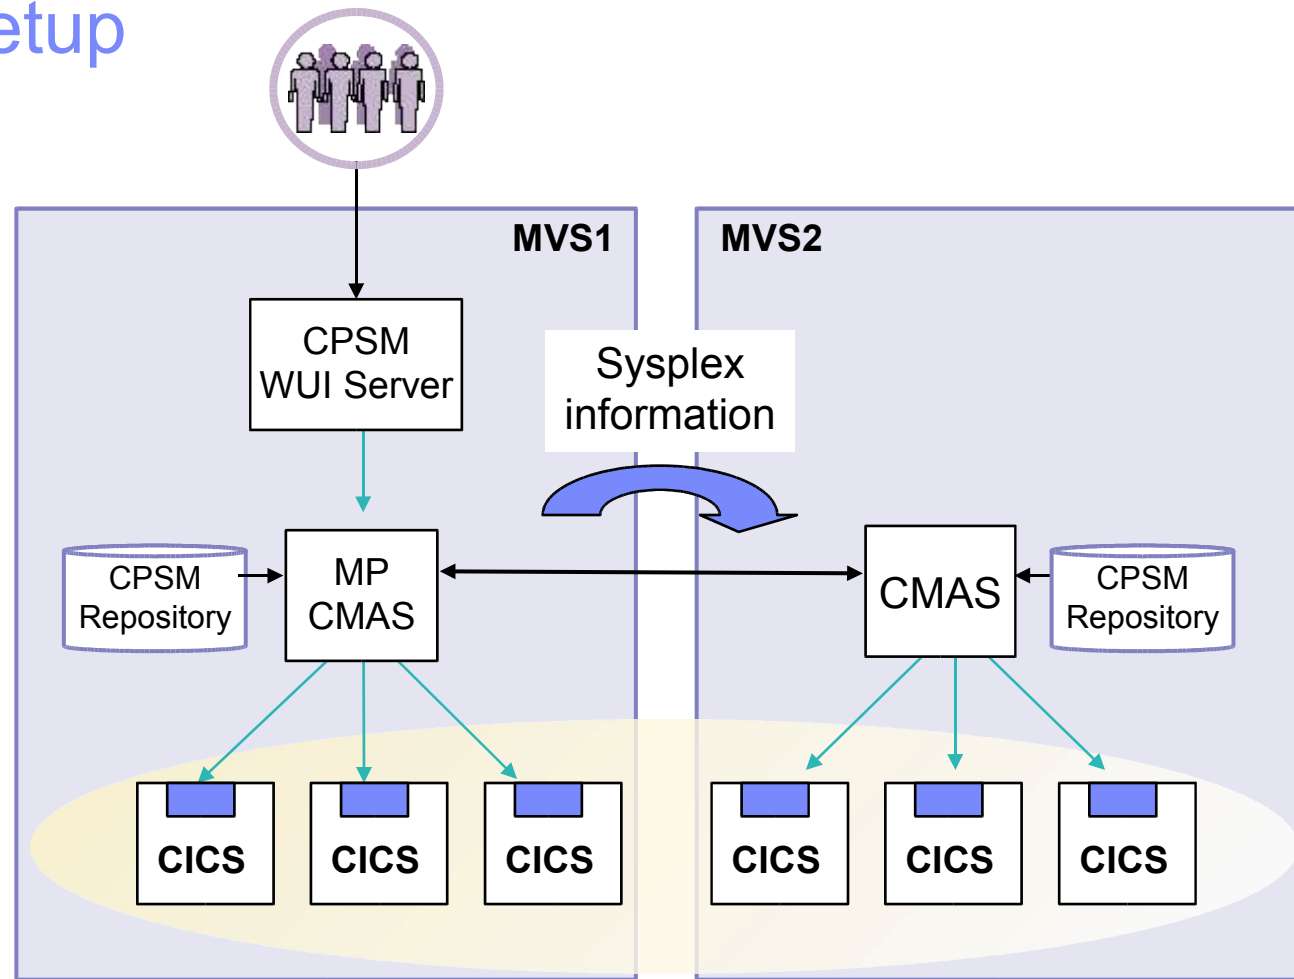 etup
MVS1
MVS2
CPSM
WUI Server
Sysplex
information
CPSM
Repository
MP
CMAS
CMAS
CPSM
Repository
CICS
CICS
CICS
CICS
CICS
CICS